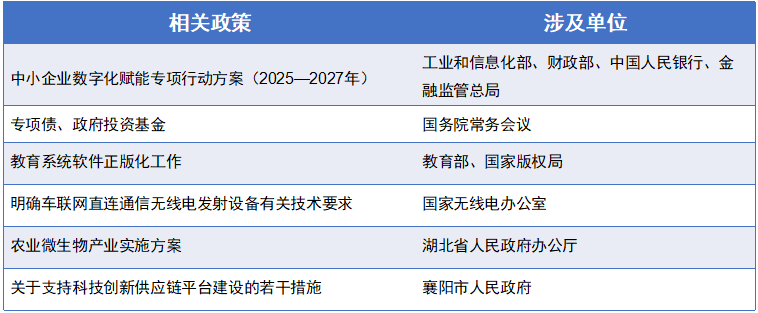 相关政策 涉及单位
中小企业数字化赋能专项行动方案（2025—2027年） 工业和信息化部、财政部、中国人民银行、金
融监管总局
专项债、政府投资基金 国务院常务会议
教育系统软件正版化工作 教育部、国家版权局
明确车联网直连通信无线电发射设备有关技术要求 国家无线电办公室
农业微生物产业实施方案 湖北省人民政府办公厅
关于支持科技创新供应链平台建设的若干措施 襄阳市人民政府